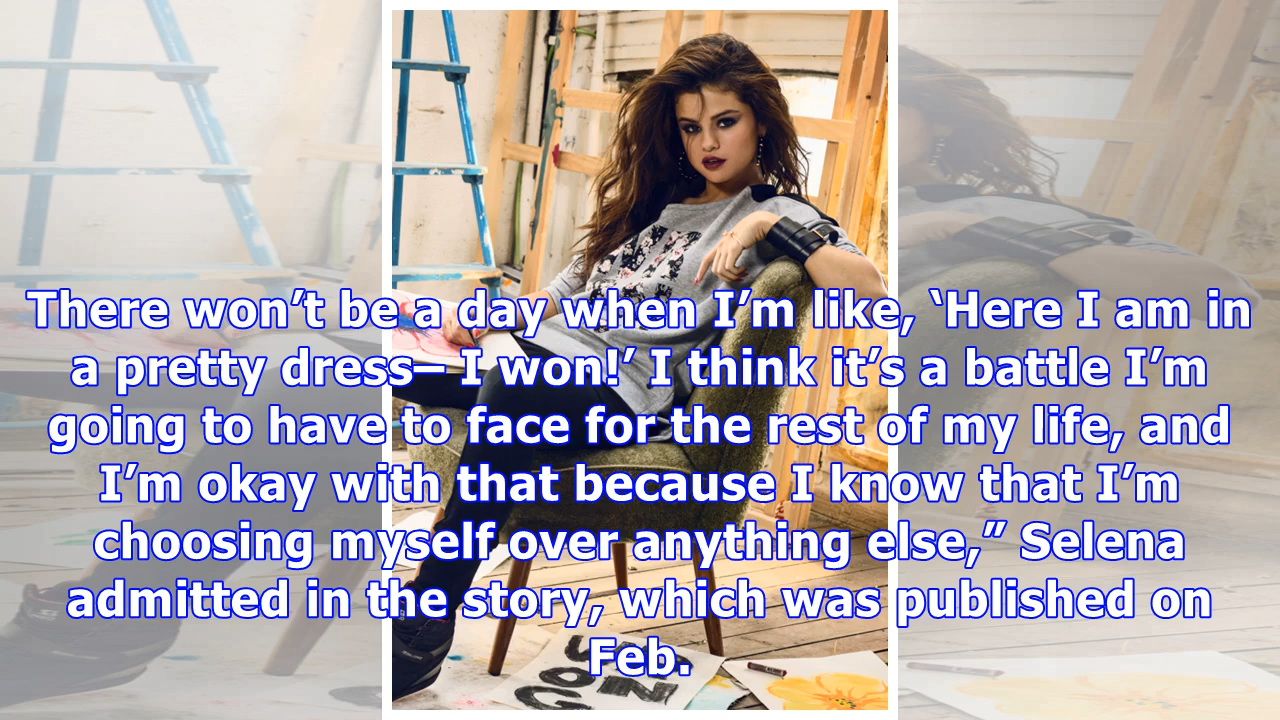 There won’t be a day when I’m like, ‘Here I am in
a pretty dress— I won!’ I think it’s a battle I’m
going to have to face for the rest of my life, and
I’m okay with that because I know that I’m
choosing myself over anything else,” Selena
admitted in the story, which was published on
Feb.